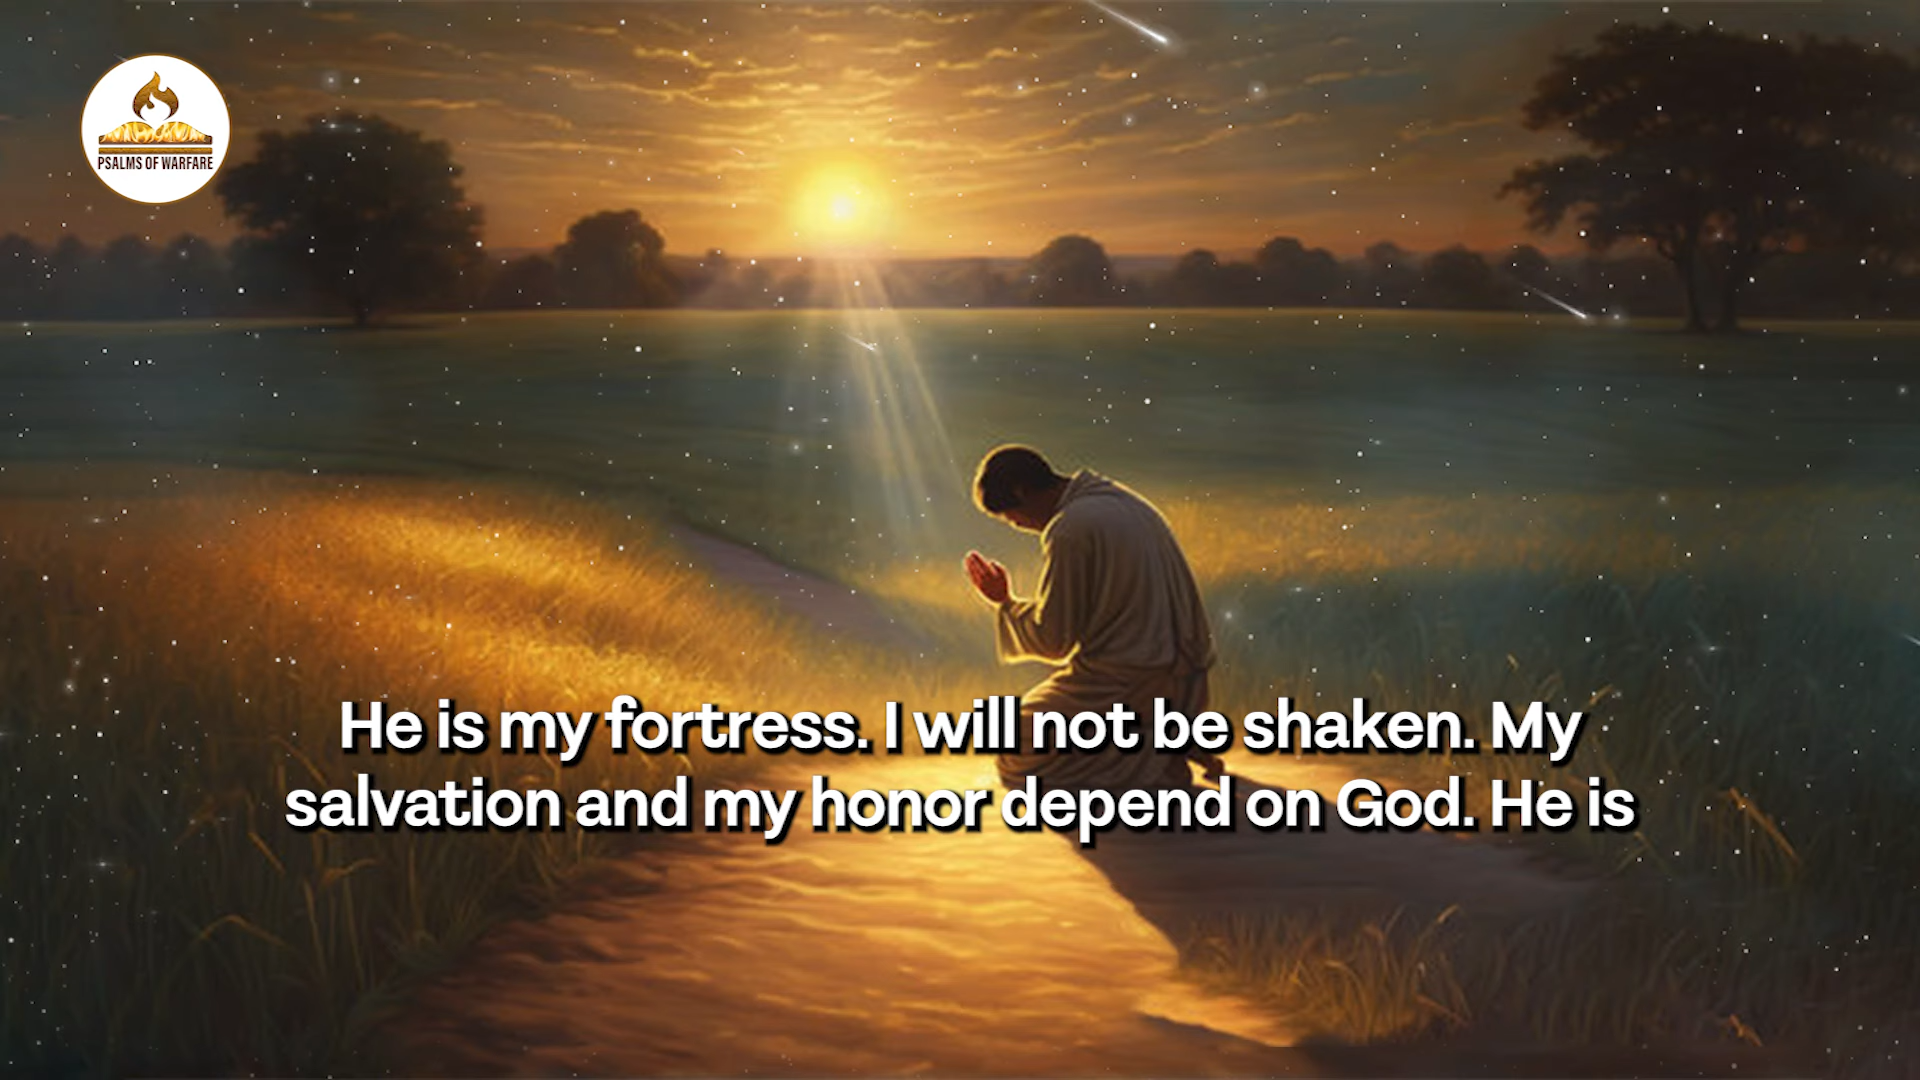 PSALMS OF WARFARE
He is my fortress. I will not be shaken. My
salvation and my honor depend on God. He is